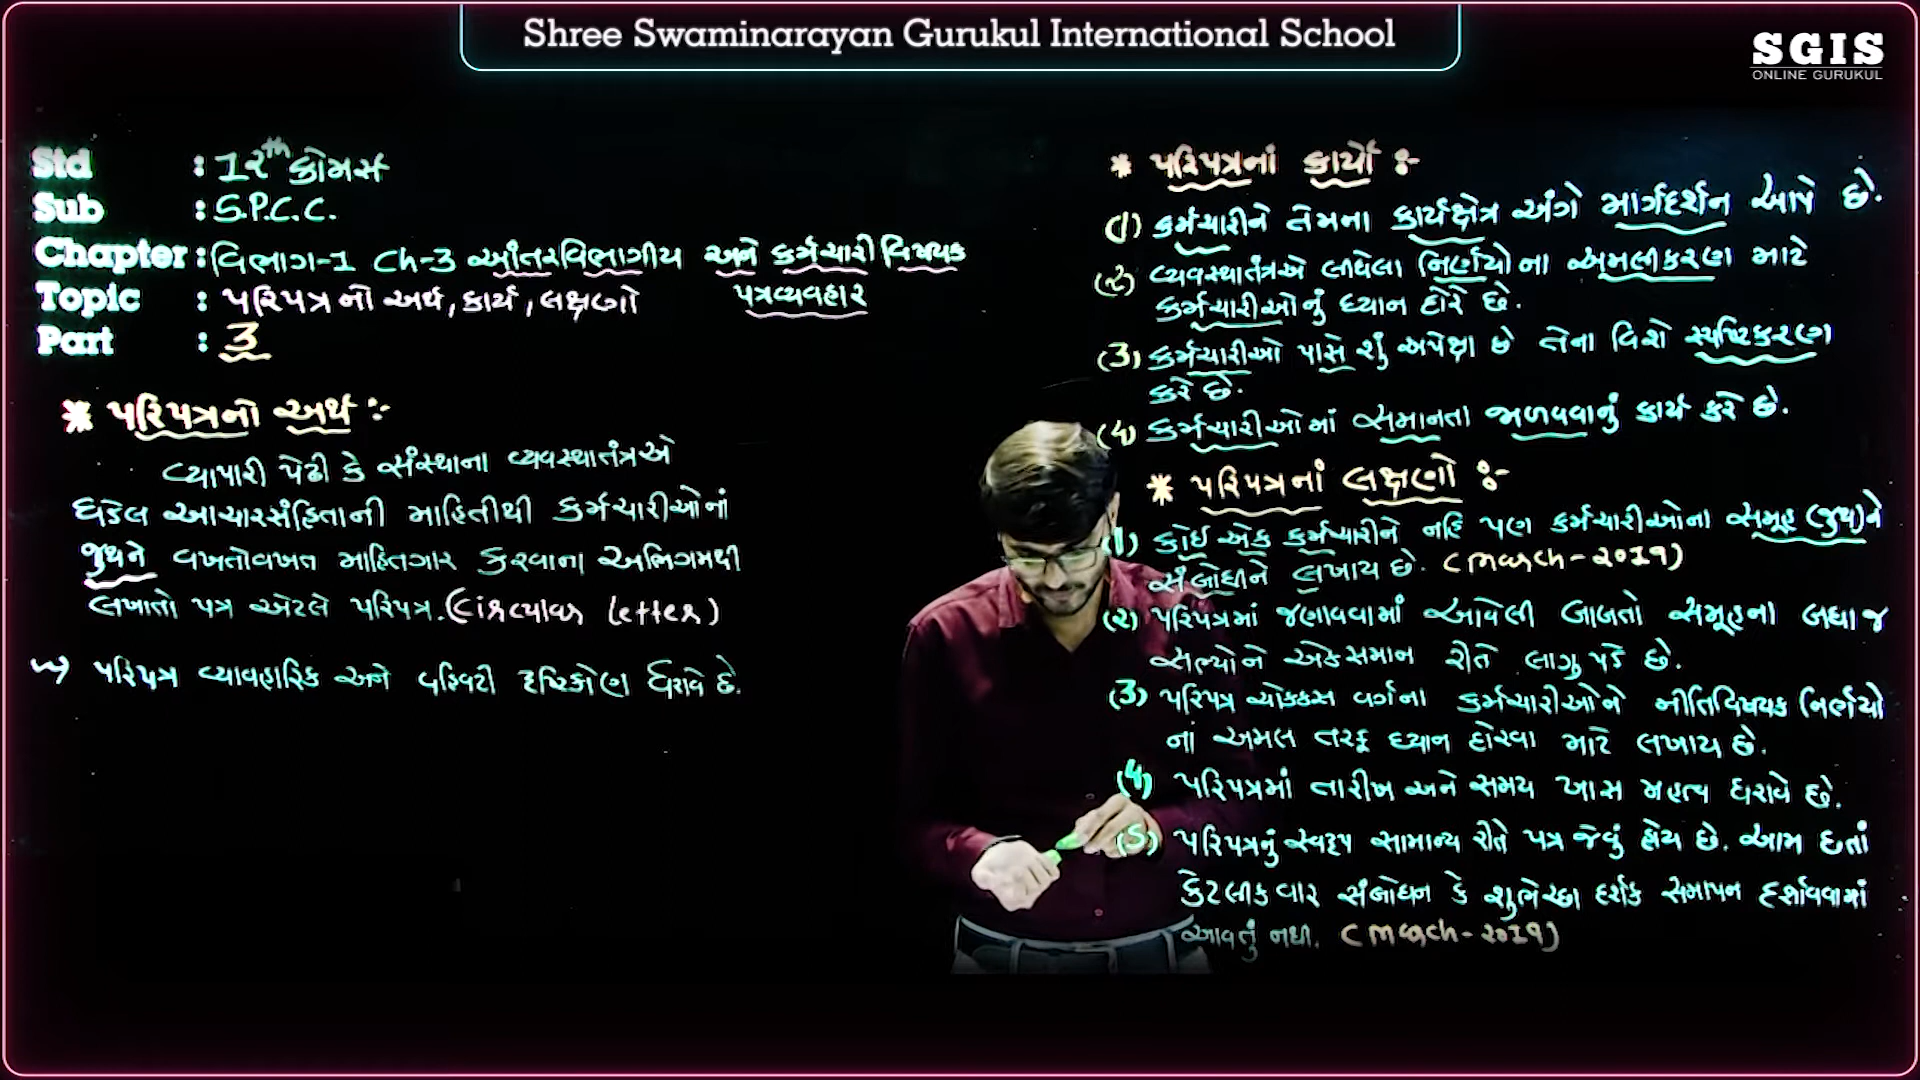 Shree Swaminarayan Gurukul International School
SGIS
ONLINE GURUKUL
Std : 12th કોમર્સ
Sub : S.P.C.C.
Chapter : વિભાગ-1 Ch-3 આંતરવિભાગીય અને કર્મચારી વિષયક
પત્રવ્યવહાર
Topic : પરિપત્રનો અર્થ, કાર્ય, લક્ષણો
Part : 3
* પરિપત્રનો અર્થ :-
વ્યાપારી પેઢી કે સંસ્થાના વ્યવસ્થાતંત્રએ
ઘડેલ આચારસંહિતાની માહિતીથી કર્મચારીઓનાં
જુથને વખતોવખત માહિતગાર કરવાના અભિગમથી
લખાતો પત્ર એટલે પરિપત્ર. (Circular letter)
→ પરિપત્ર વ્યાવહારિક અને વહિવટી દૃષ્ટિકોણ ધરાવે છે.
* પરિપત્રનાં કાર્યો :-
(1) કર્મચારીને તેમના કાર્યક્ષેત્ર અંગે માર્ગદર્શન આપે છે.
(2) વ્યવસ્થાતંત્રએ લીધેલા નિર્ણયોના અમલીકરણ માટે
કર્મચારીઓનું ધ્યાન દોરે છે.
(3) કર્મચારીઓ પાસે શું અપેક્ષા છે તેના વિશે સ્પષ્ટિકરણ
કરે છે.
(4) કર્મચારીઓમાં સમાનતા જાળવવાનું કાર્ય કરે છે.
* પરિપત્રનાં લક્ષણો :-
(1) કોઈ એક કર્મચારીને નહિ પણ કર્મચારીઓના સમૂહ (જુથ)ને
સંબોધીને લખાય છે. (March-2019)
(2) પરિપત્રમાં જણાવવામાં આવેલી બાબતો સમૂહના બધા જ
સભ્યોને એકસમાન રીતે લાગુ પડે છે.
(3) પરિપત્ર ચોક્કસ વર્ગના કર્મચારીઓને નીતિવિષયક નિર્ણયો
નાં અમલ તરફ ધ્યાન દોરવા માટે લખાય છે.
(4) પરિપત્રમાં તારીખ અને સમય ખાસ મહત્વ ધરાવે છે.
(5) પરિપત્રનું સ્વરૂપ સામાન્ય રીતે પત્ર જેવું હોય છે. આમ છતાં
કેટલીકવાર સંબોધન કે શુભેચ્છા દર્શક સમાપન દર્શાવવામાં
આવતું નથી. (March-2019)